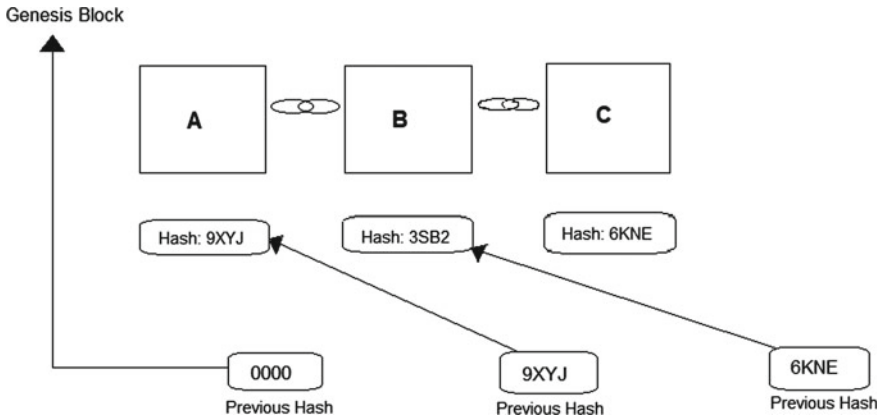 Genesis Block
A
B
C
Hash: 9XYJ
Hash: 3SB2
Hash: 6KNE
0000
9XYJ
6KNE
Previous Hash
Previous Hash
Previous Hash